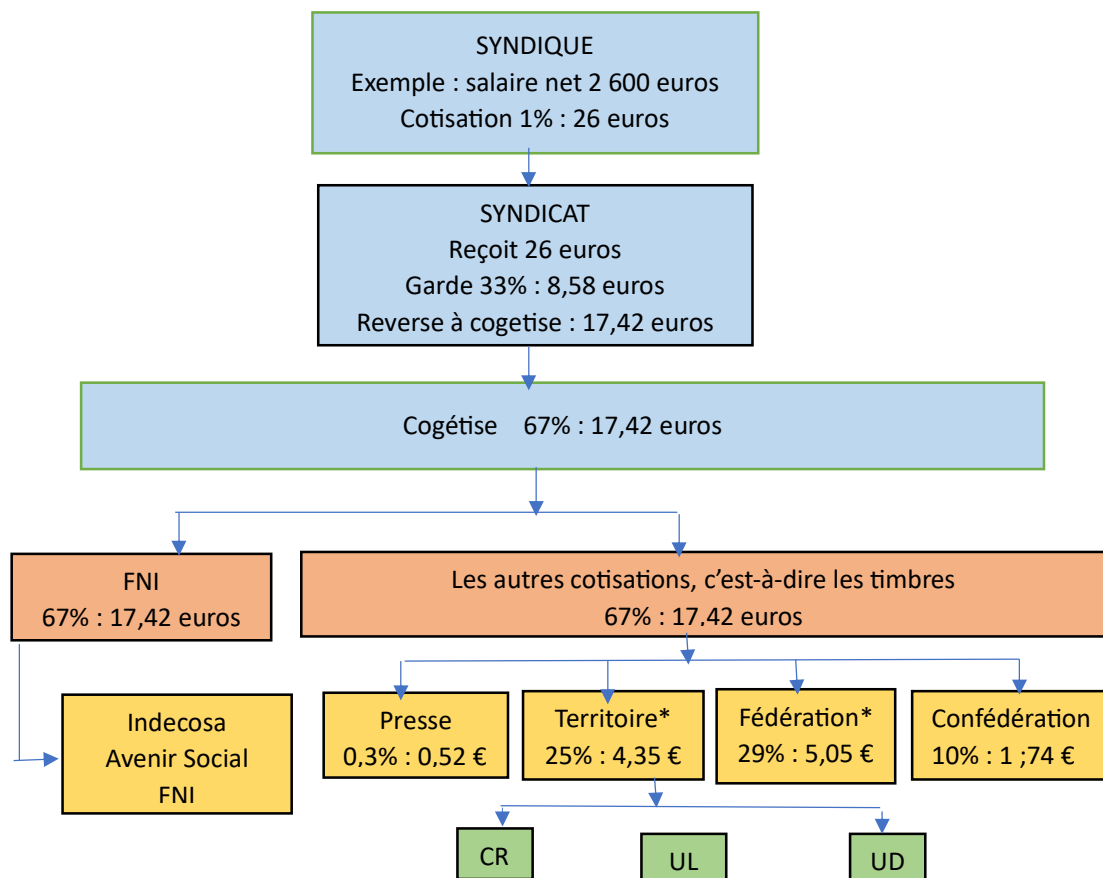 SYNDIQUE
Exemple : salaire net 2 600 euros
Cotisation 1% : 26 euros
SYNDICAT
Reçoit 26 euros
Garde 33% : 8,58 euros
Reverse à cogetise : 17,42 euros
Cogétise 67% : 17,42 euros
FNI
67% : 17,42 euros
Les autres cotisations, c’est-à-dire les timbres
67% : 17,42 euros
Indecosa
Avenir Social
FNI
Presse
0,3% : 0,52 €
Territoire*
25% : 4,35 €
Fédération*
29% : 5,05 €
Confédération
10% : 1 ;74 €
CR
UL
UD